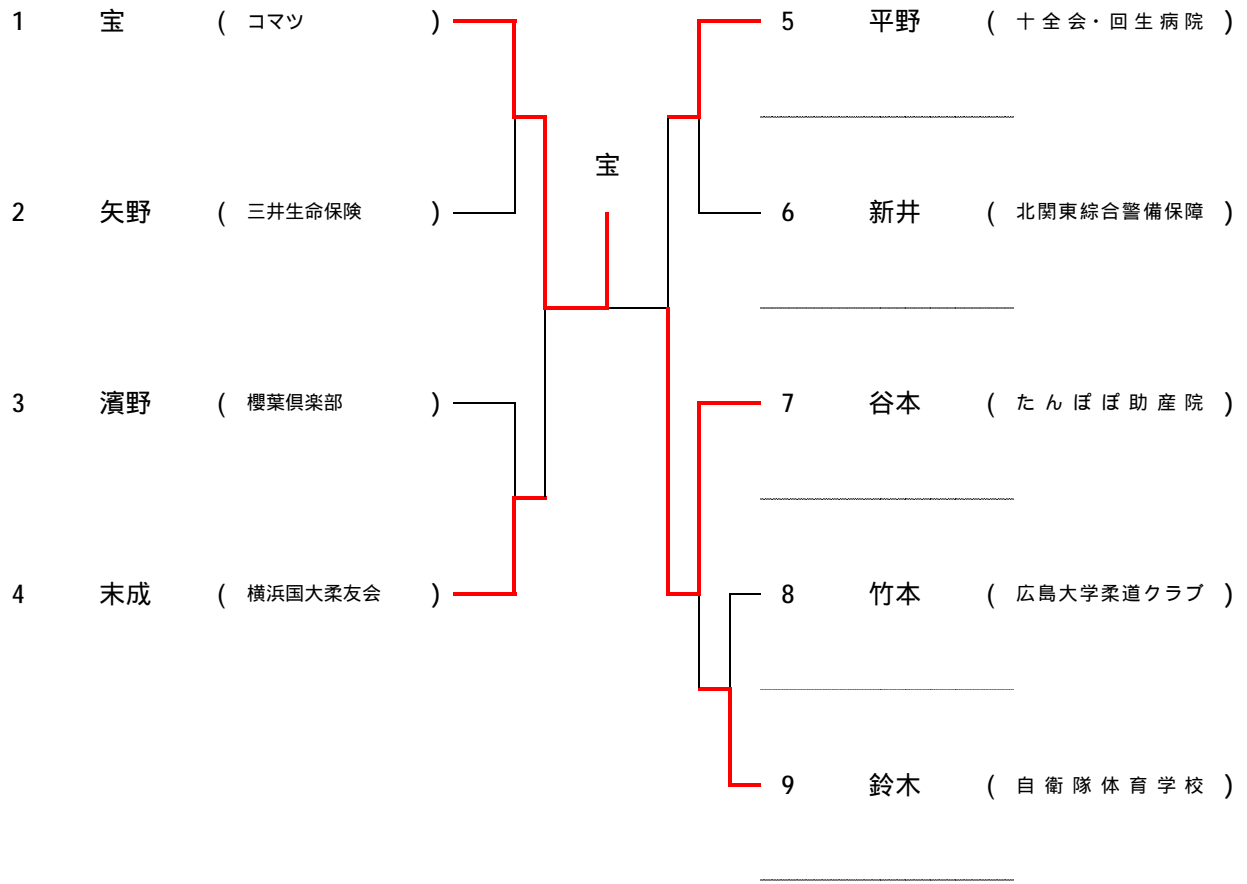 1 宝 ( コマツ )
2 矢野 ( 三井生命保険 )
3 濱野 ( 櫻葉倶楽部 )
4 末成 ( 横浜国大柔友会 )
宝
5 平野 ( 十全会・回生病院 )
6 新井 ( 北関東綜合警備保障 )
7 谷本 ( たんぽぽ助産院 )
8 竹本 ( 広島大学柔道クラブ )
9 鈴木 ( 自衛隊体育学校 )